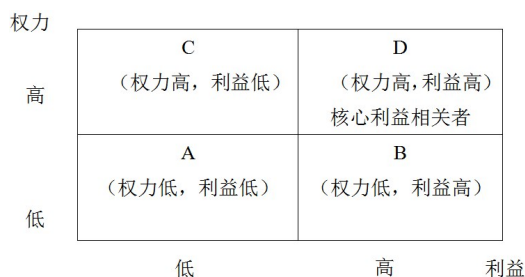 权力
C
D
（权力高，利益低）
（权力高,利益高）
高
核心利益相关者
A
B
（权力低，利益低）
（权力低，利益高）
低
低
高
利益